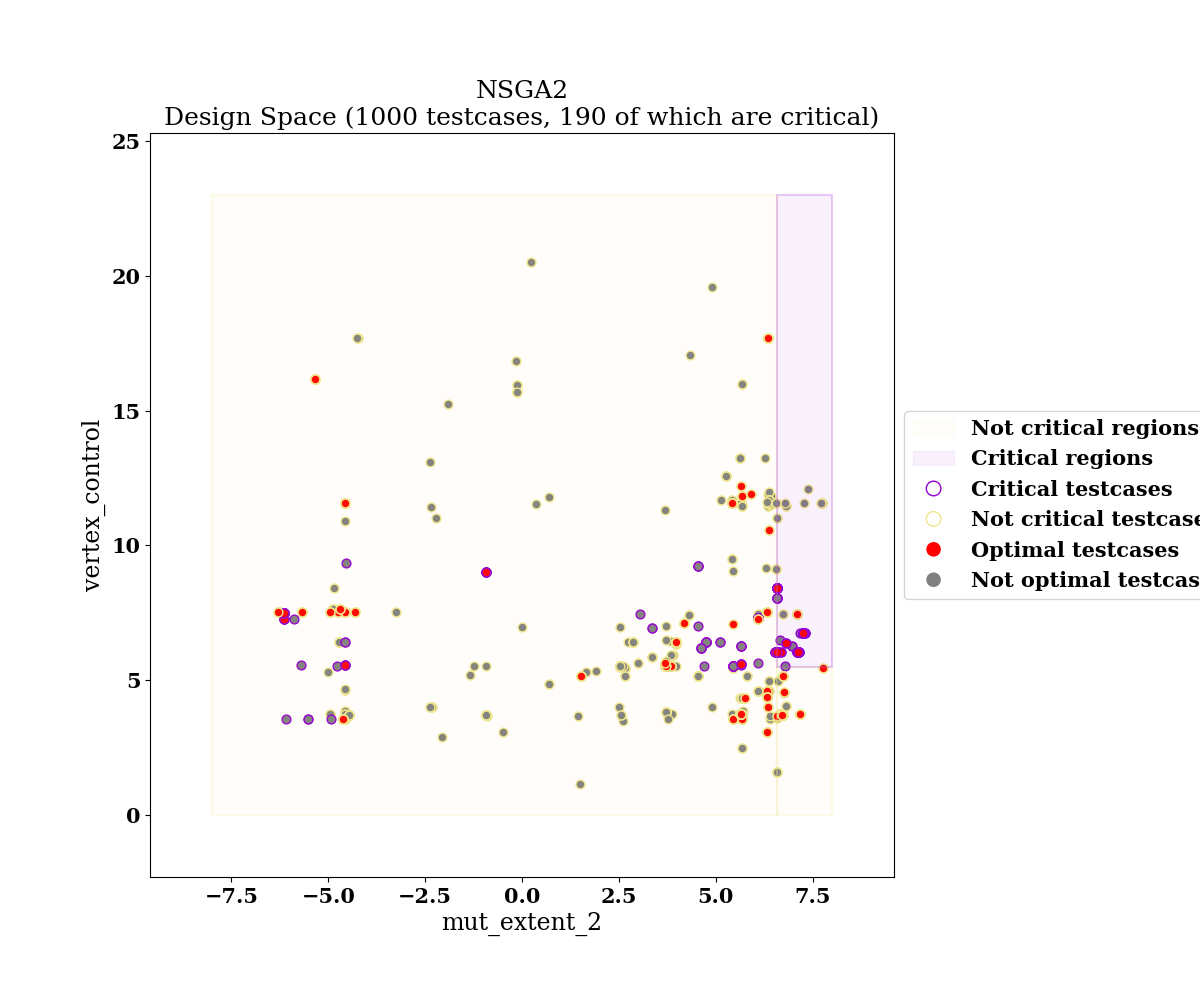 NSGA2
Design Space (1000 testcases, 190 of which are critical)
25
20
15
10
5
0
vertex_control
−7.5 −5.0 −2.5 0.0 2.5 5.0 7.5
mut_extent_2
Not critical regions
Critical regions
Critical testcases
Not critical testcase
Optimal testcases
Not optimal testcas